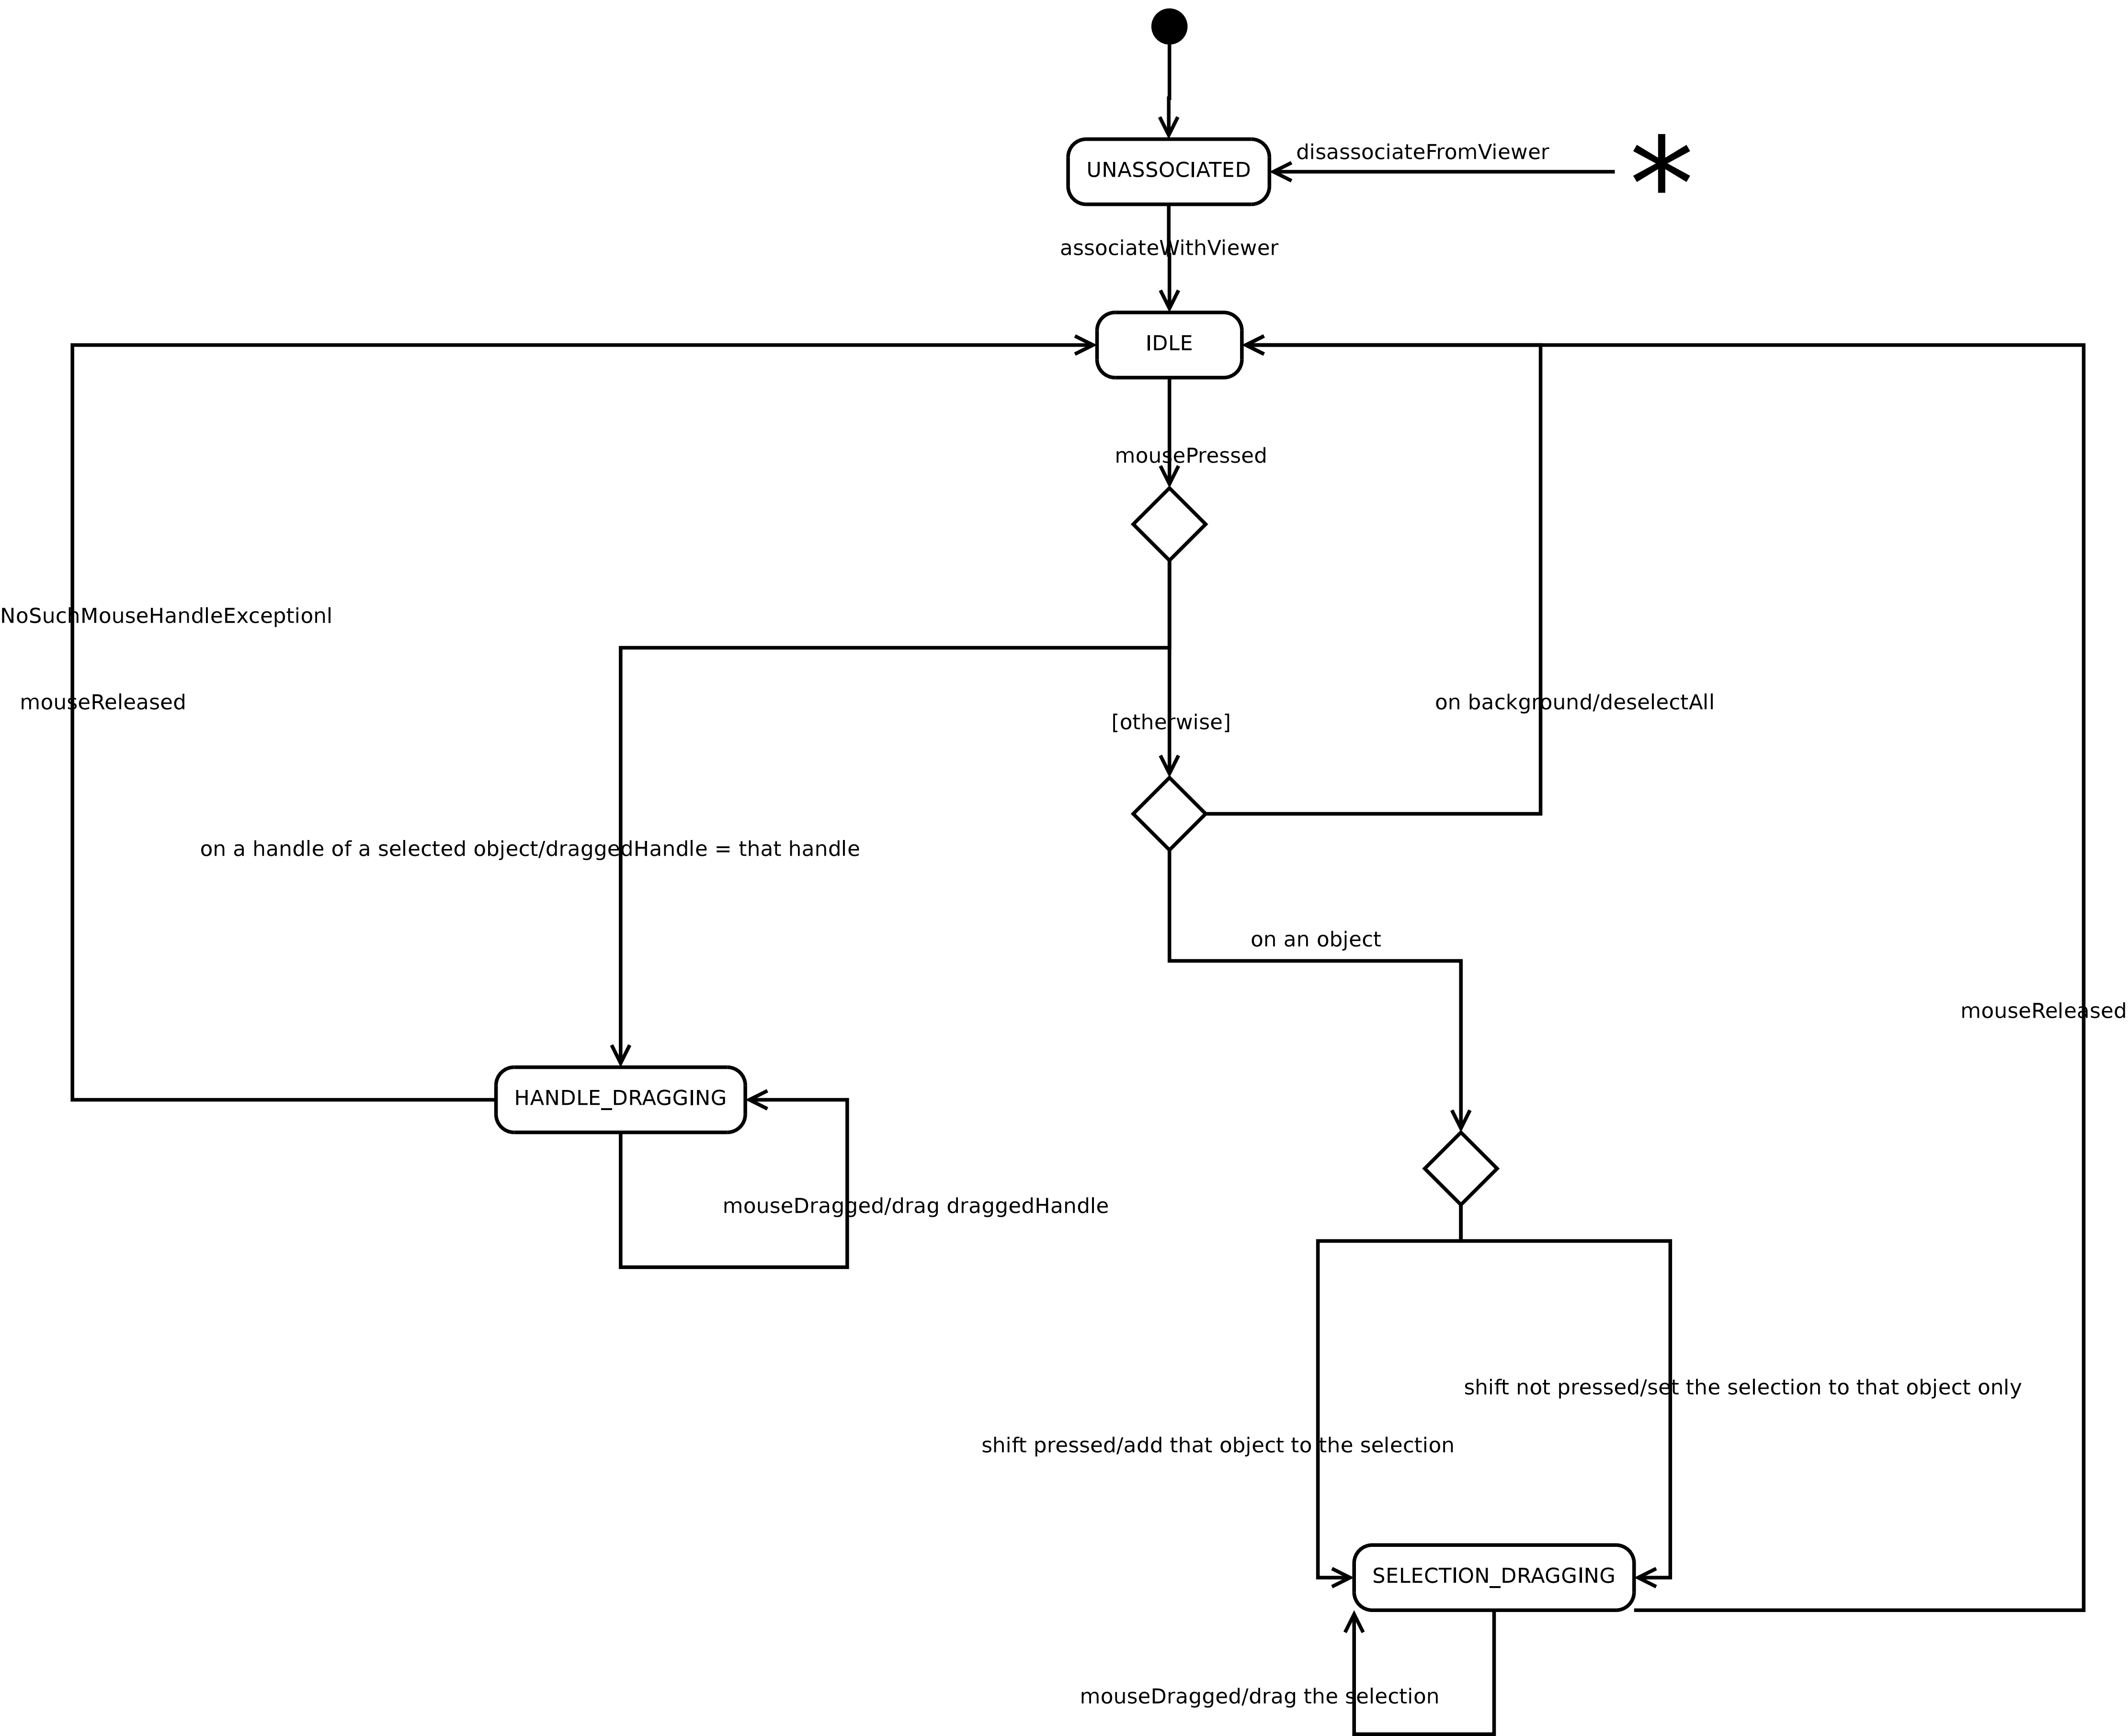 disassociateFromViewer
UNASSOCIATED
associateWithViewer
IDLE
mousePressed
NoSuchMouseHandleExceptionl
mouseReleased
on background/deselectAll
[otherwise]
on a handle of a selected object/draggedHandle = that handle
on an object
mouseReleased
HANDLE_DRAGGING
mouseDragged/drag draggedHandle
shift not pressed/set the selection to that object only
shift pressed/add that object to the selection
SELECTION_DRAGGING
mouseDragged/drag the selection